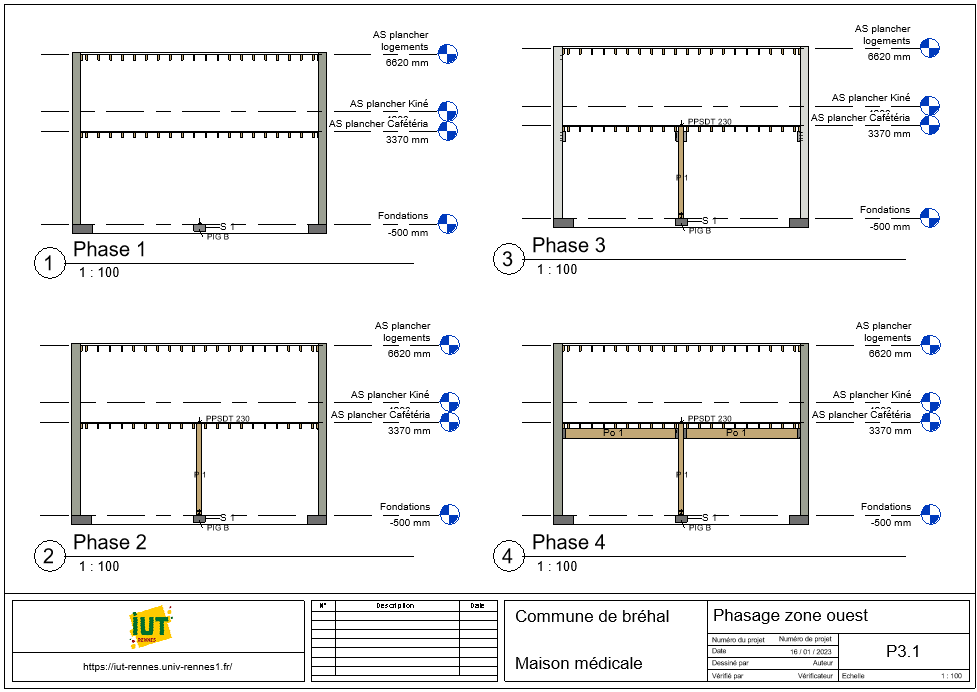 AS plancher
logements
6620 mm
AS plancher Kiné
AS plancher Cafétéria
3370 mm
Fondations
-500 mm
S 1
PIG B
1
Phase 1
1 : 100
AS plancher
logements
6620 mm
AS plancher Kiné
AS plancher Cafétéria
3370 mm
PPSDT 230
P 1
Fondations
-500 mm
S 1
PIG B
3
Phase 3
1 : 100
AS plancher
logements
6620 mm
AS plancher Kiné
AS plancher Cafétéria
3370 mm
PPSDT 230
P 1
Fondations
-500 mm
S 1
PIG B
2
Phase 2
1 : 100
AS plancher
logements
6620 mm
AS plancher Kiné
AS plancher Cafétéria
3370 mm
PPSDT 230
Po 1 Po 1
P 1
Fondations
-500 mm
S 1
PIG B
4
Phase 4
1 : 100
iUT
RENNES
https://iut-rennes.univ-rennes1.fr/
N° Description Date
Commune de bréhal
Maison médicale
Phasage zone ouest
Numéro du projet Numéro de projet
Date 16 / 01 / 2023
Dessiné par Auteur
Vérifié par Vérificateur
P3.1
Echelle 1 : 100